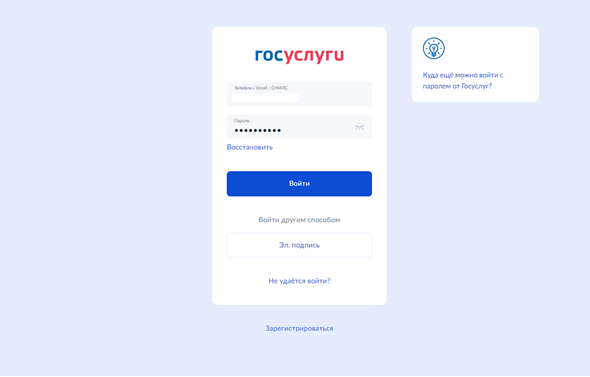 госуслуги
Телефон / Email / СНИЛС
Пароль
Восстановить
Войти
Войти другим способом
Эл. подпись
Не удаётся войти?
Зарегистрироваться
Куда ещё можно войти с
паролем от Госуслуг?